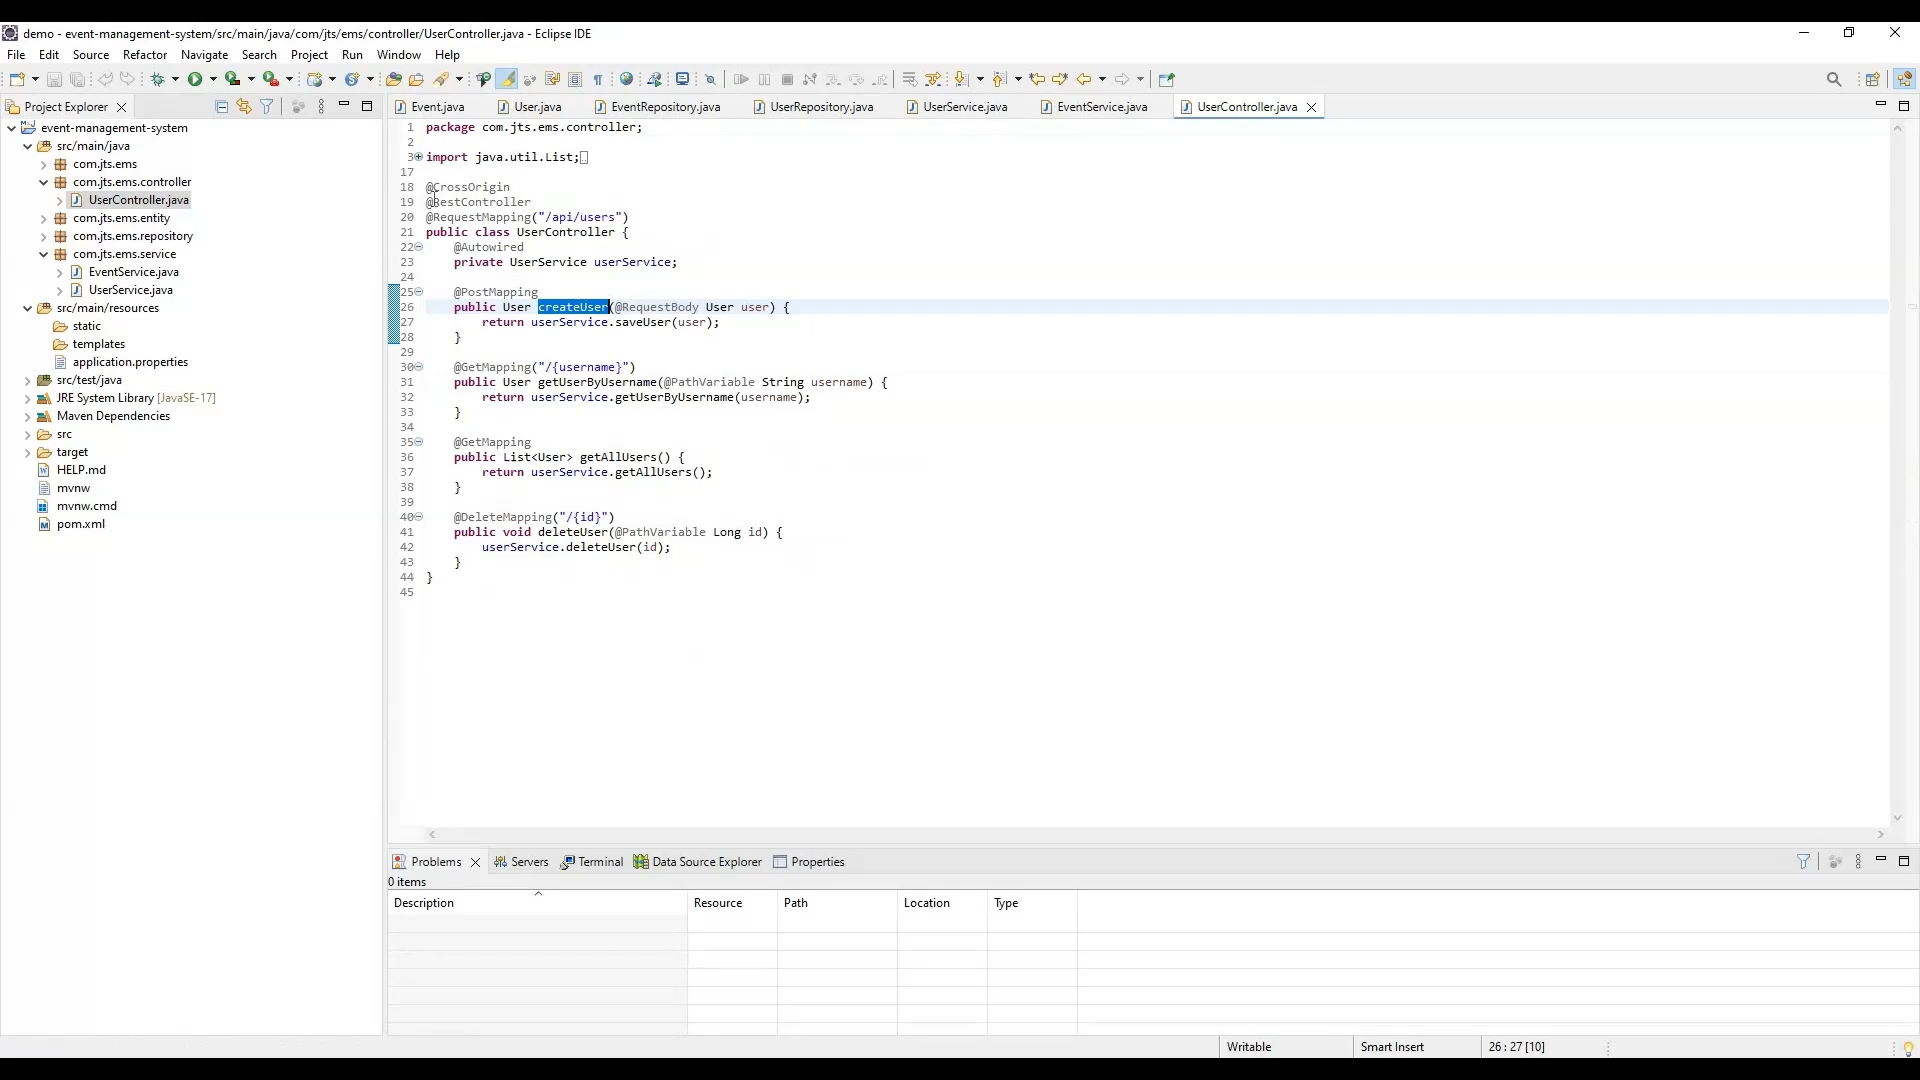 demo - event-management-system/src/main/java/com/jts/ems/controller/UserController.java - Eclipse IDE
File Edit Source Refactor Navigate Search Project Run Window Help
Project Explorer
event-management-system
src/main/java
com.jts.ems
com.jts.ems.controller
UserController.java
com.jts.ems.entity
com.jts.ems.repository
com.jts.ems.service
EventService.java
UserService.java
src/main/resources
static
templates
application.properties
src/test/java
JRE System Library [JavaSE-17]
Maven Dependencies
src
target
HELP.md
mvnw
mvnw.cmd
pom.xml
Event.java User.java EventRepository.java UserRepository.java UserService.java EventService.java UserController.java
1 package com.jts.ems.controller;
2
3 import java.util.List;
17
18 @CrossOrigin
19 @RestController
20 @RequestMapping("/api/users")
21 public class UserController {
22 @Autowired
23 private UserService userService;
24
25 @PostMapping
26 public User createUser(@RequestBody User user) {
27 return userService.saveUser(user);
28 }
29
30 @GetMapping("/{username}")
31 public User getUserByUsername(@PathVariable String username) {
32 return userService.getUserByUsername(username);
33 }
34
35 @GetMapping
36 public List<User> getAllUsers() {
37 return userService.getAllUsers();
38 }
39
40 @DeleteMapping("/{id}")
41 public void deleteUser(@PathVariable Long id) {
42 userService.deleteUser(id);
43 }
44 }
45
Problems Servers Terminal Data Source Explorer Properties
0 items
Description Resource Path Location Type
Writable Smart Insert 26 : 27 [10]